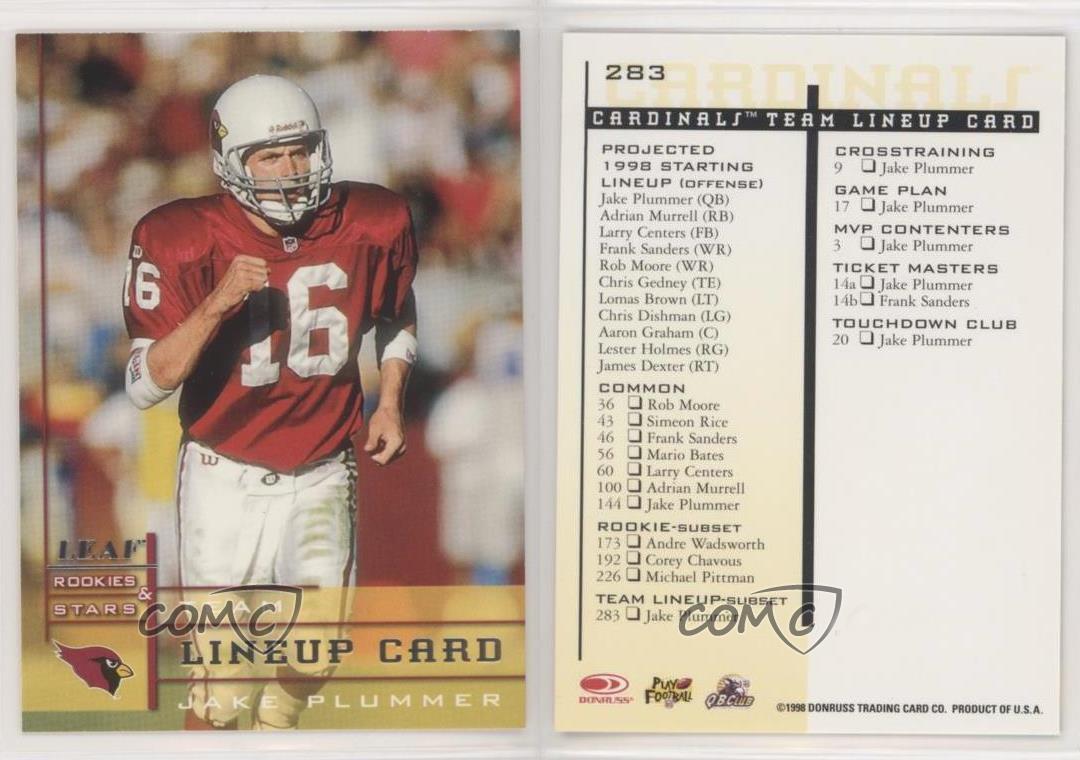 Riddell
16
16
W
LEAF
ROOKIES
&
STARS
TEAM
LINEUP CARD
JAKE PLUMMER
COMC
CARDINALS
283
CARDINALS™ TEAM LINEUP CARD
PROJECTED
1998 STARTING
LINEUP (OFFENSE)
Jake Plummer (QB)
Adrian Murrell (RB)
Larry Centers (FB)
Frank Sanders (WR)
Rob Moore (WR)
Chris Gedney (TE)
Lomas Brown (LT)
Chris Dishman (LG)
Aaron Graham (C)
Lester Holmes (RG)
James Dexter (RT)
COMMON
36 ❏ Rob Moore
43 ❏ Simeon Rice
46 ❏ Frank Sanders
56 ❏ Mario Bates
60 ❏ Larry Centers
100 ❏ Adrian Murrell
144 ❏ Jake Plummer
ROOKIE-SUBSET
173 ❏ Andre Wadsworth
192 ❏ Corey Chavous
226 ❏ Michael Pittman
TEAM LINEUP-SUBSET
283 ❏ Jake Plummer
CROSSTRAINING
9 ❏ Jake Plummer
GAME PLAN
17 ❏ Jake Plummer
MVP CONTENTERS
3 ❏ Jake Plummer
TICKET MASTERS
14a ❏ Jake Plummer
14b ❏ Frank Sanders
TOUCHDOWN CLUB
20 ❏ Jake Plummer
COMC
DONRUSS®
PLAY FOOTBALL
QB CLUB
©1998 DONRUSS TRADING CARD CO. PRODUCT OF U.S.A.